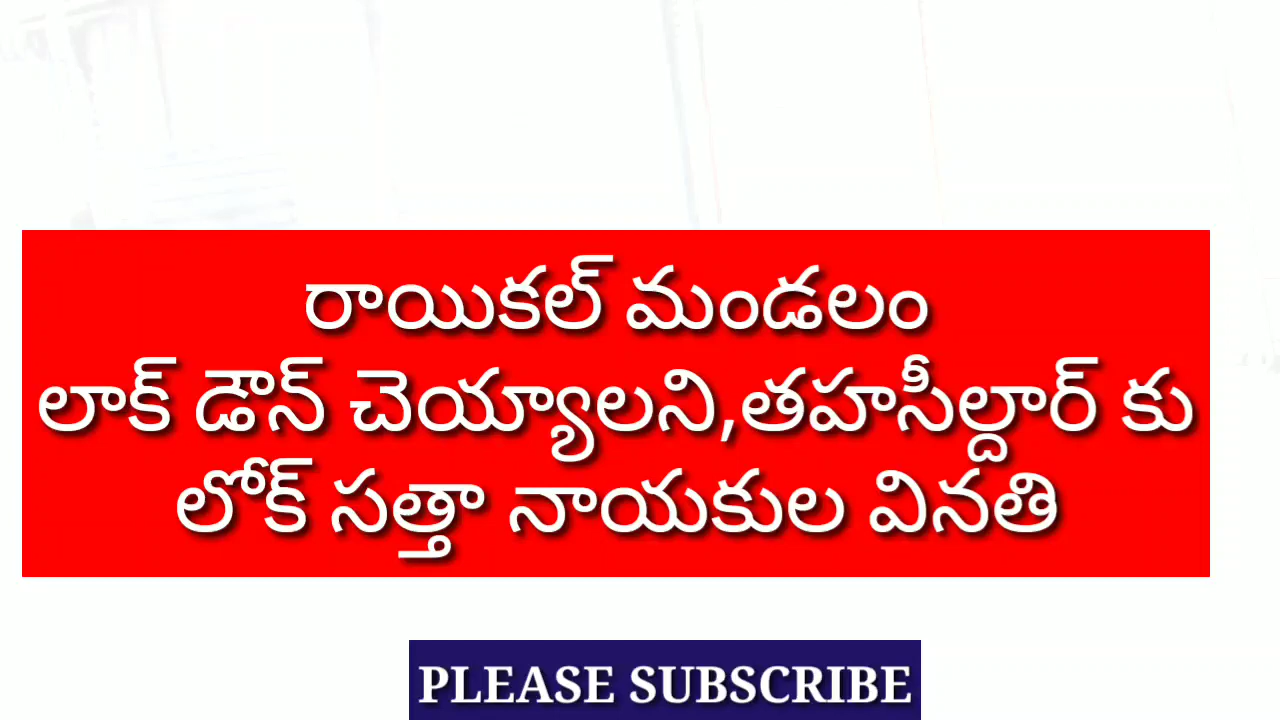 రాయికల్ మండలం
లాక్ డౌన్ చెయ్యాలని,తహసీల్దార్ కు
లోక్ సత్తా నాయకుల వినతి
PLEASE SUBSCRIBE